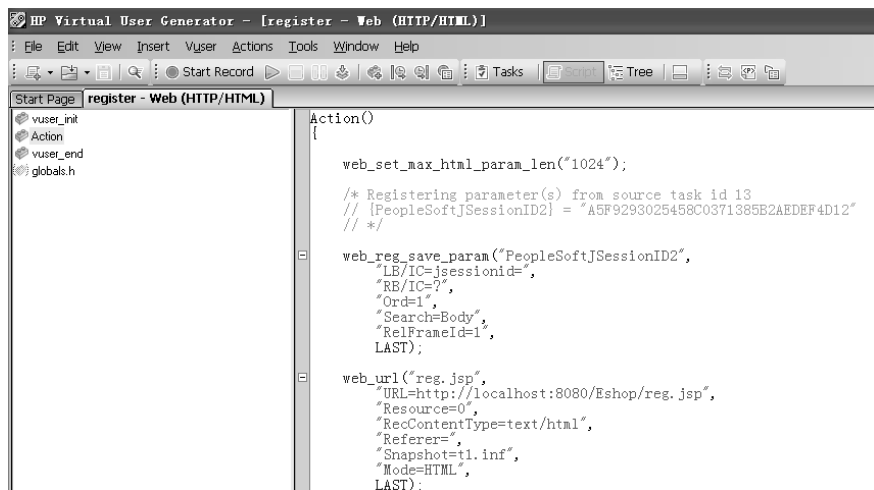 HP Virtual User Generator - [register - Web (HTTP/HTML)]
File Edit View Insert Vuser Actions Tools Window Help
Start Record Tasks Script Tree
Start Page register - Web (HTTP/HTML)
vuser_init
Action
vuser_end
globals.h
Action()
{
web_set_max_html_param_len("1024");
/* Registering parameter(s) from source task id 13
// {PeopleSoftJSessionID2} = "A5F9293025458C0371385B2AEDEF4D12"
// */
web_reg_save_param("PeopleSoftJSessionID2",
"LB/IC=jsessionid=",
"RB/IC=?",
"Ord=1",
"Search=Body",
"RelFrameId=1",
LAST);
web_url("reg.jsp",
"URL=http://localhost:8080/Eshop/reg.jsp",
"Resource=0",
"RecContentType=text/html",
"Referer=",
"Snapshot=t1.inf",
"Mode=HTML",
LAST);